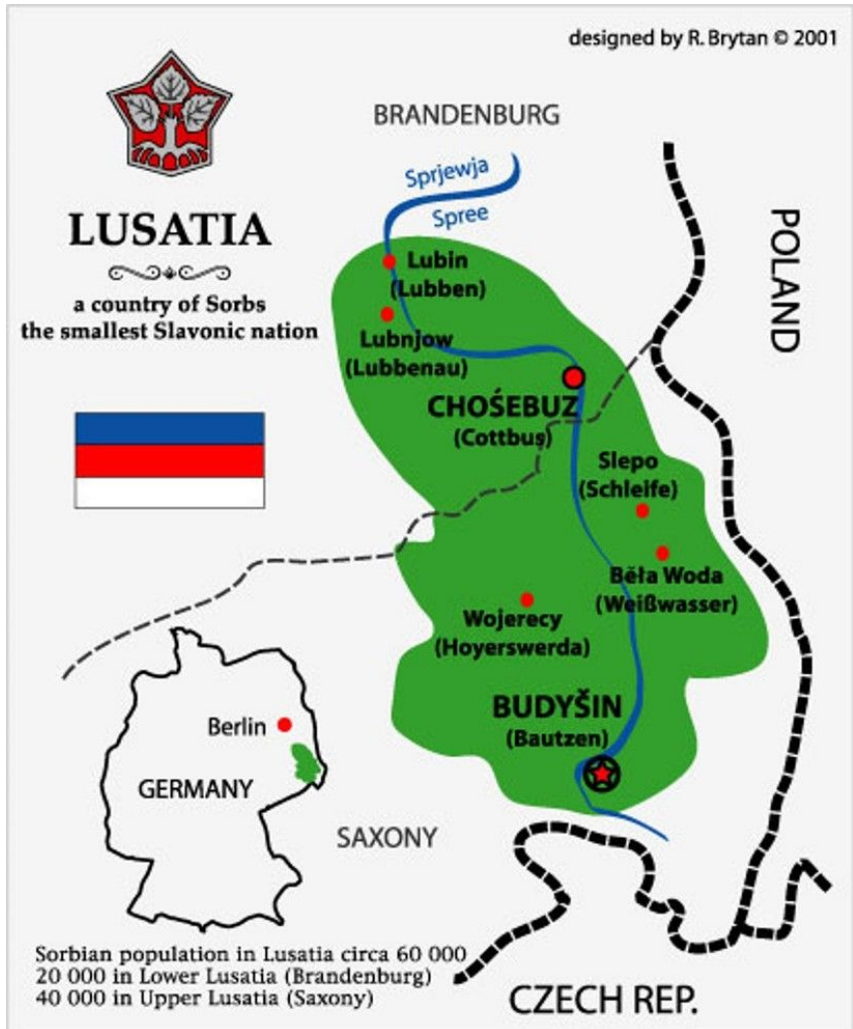 designed by R. Brytan © 2001
BRANDENBURG
Sprjewja
Spree
LUSATIA
a country of Sorbs
the smallest Slavonic nation
POLAND
Lubin
(Lubben)
Lubnjow
(Lubbenau)
CHOŚEBUZ
(Cottbus)
Slepo
(Schleife)
Běła Woda
(Weißwasser)
Wojerecy
(Hoyerswerda)
BUDYŠIN
(Bautzen)
Berlin
GERMANY
SAXONY
Sorbian population in Lusatia circa 60 000
20 000 in Lower Lusatia (Brandenburg)
40 000 in Upper Lusatia (Saxony)
CZECH REP.